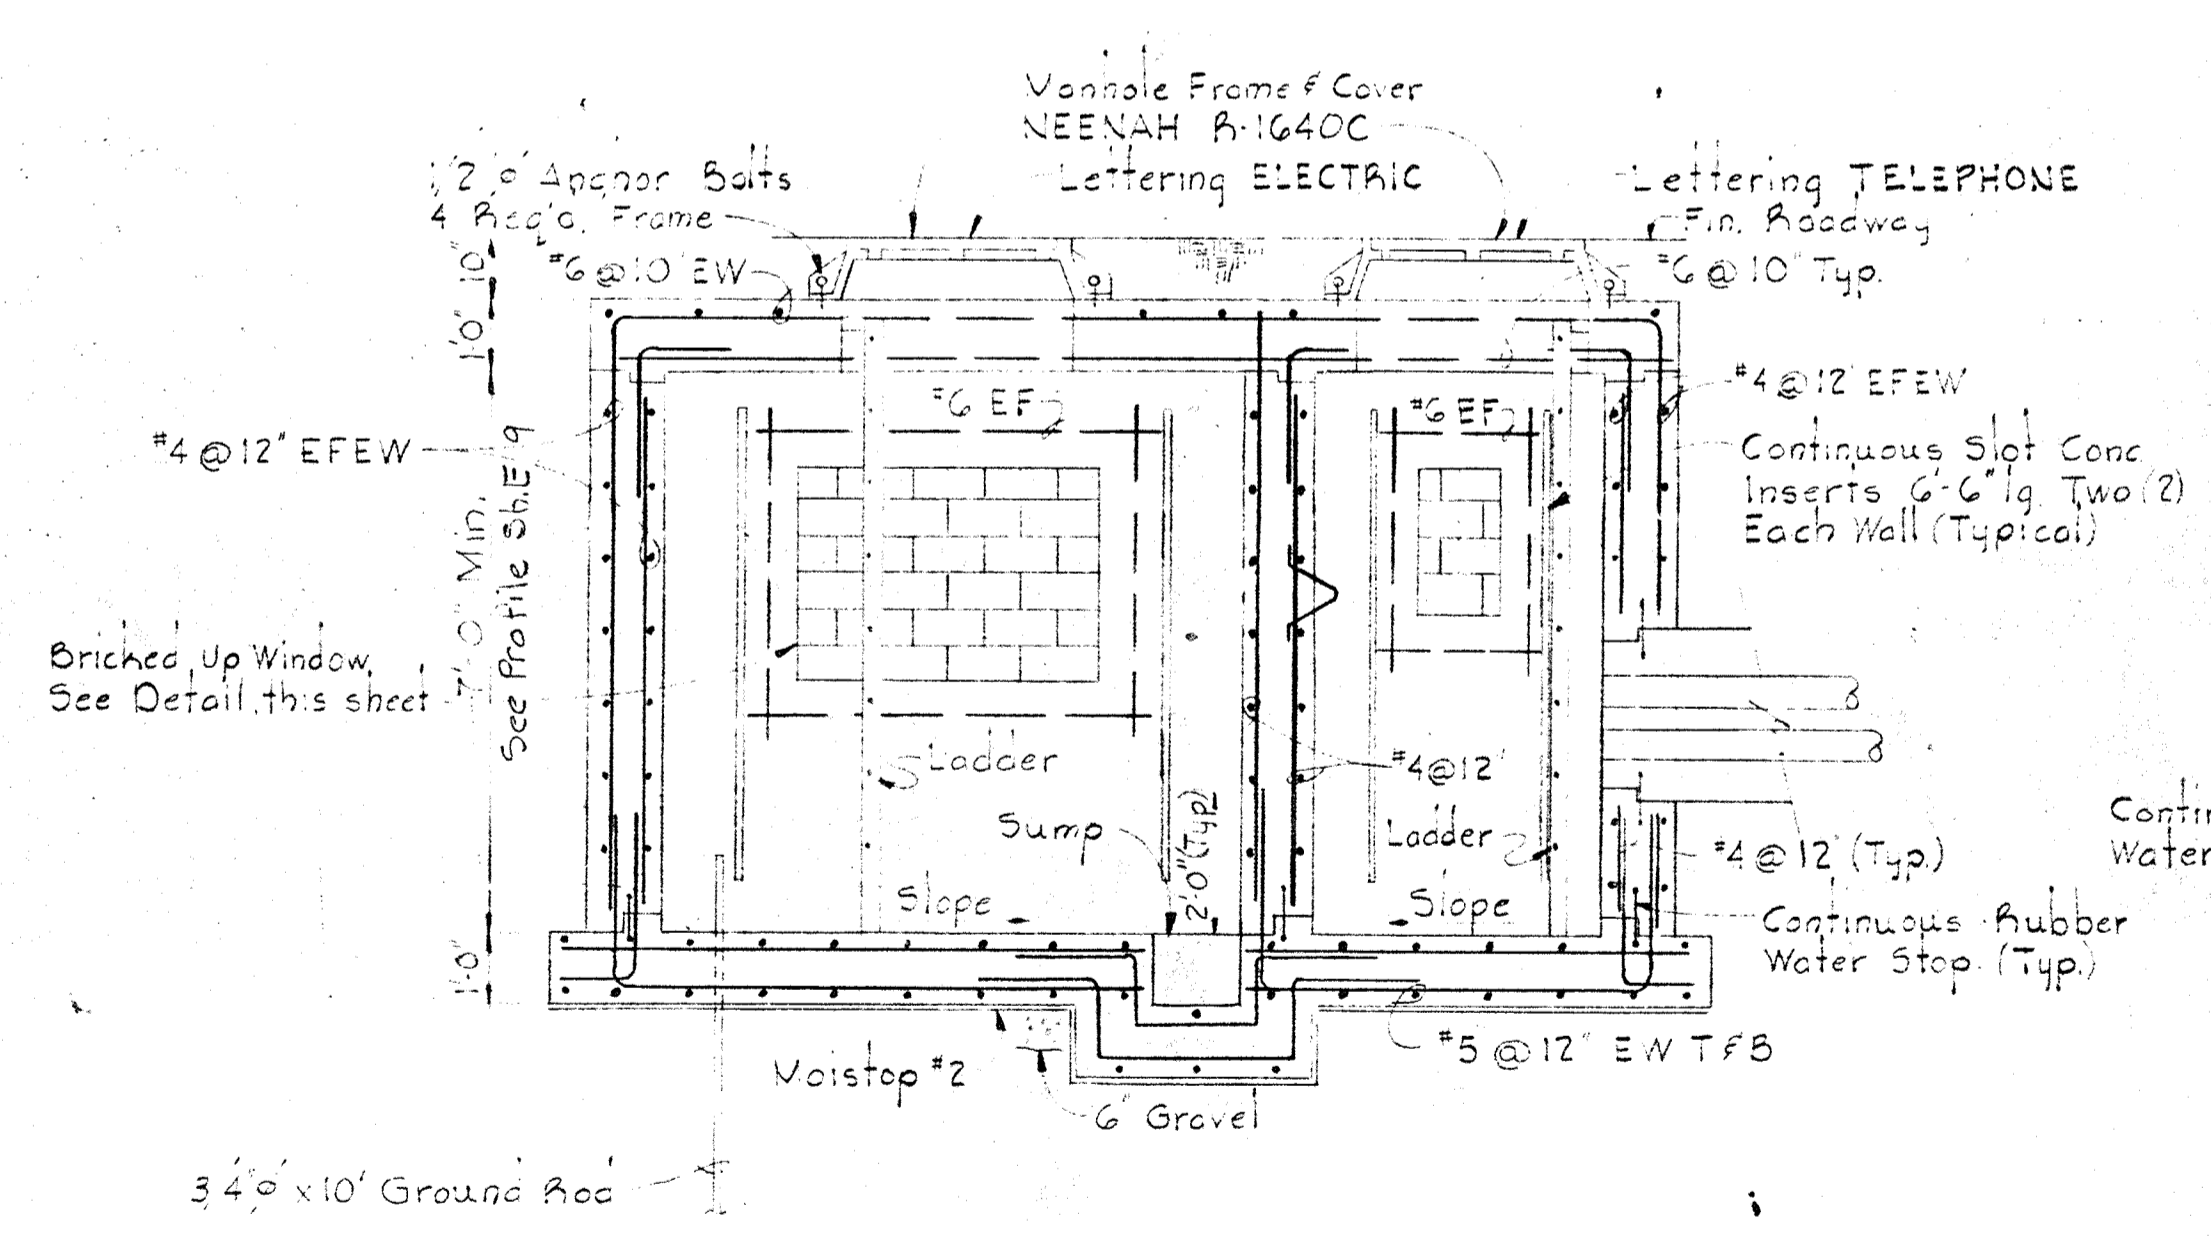 Manhole Frame & Cover
NEENAH R-1640C
Lettering ELECTRIC
Lettering TELEPHONE
Fin. Roadway
1/2"ø Anchor Bolts
4 Req'd. Frame
#6 @ 10" EW
#6 @ 10" Typ.
10"
1'-0"
#4 @ 12" EFEW
#6 EF
#6 EF
#4 @ 12" EFEW
Continuous Slot Conc
Inserts 6'-6" lg. Two (2)
Each Wall (Typical)
7'-0" Min.
See Profile Sh. E 9
Bricked Up Window,
See Detail, this sheet
Ladder
#4@12"
Sump
2'-0" (Typ)
Ladder
#4 @ 12" (Typ.)
Contin
Water
Slope
Slope
Continuous Rubber
Water Stop. (Typ.)
1'-0"
#5 @ 12" EW T & B
Moistop #2
6" Gravel
3/4"ø x 10' Ground Rod